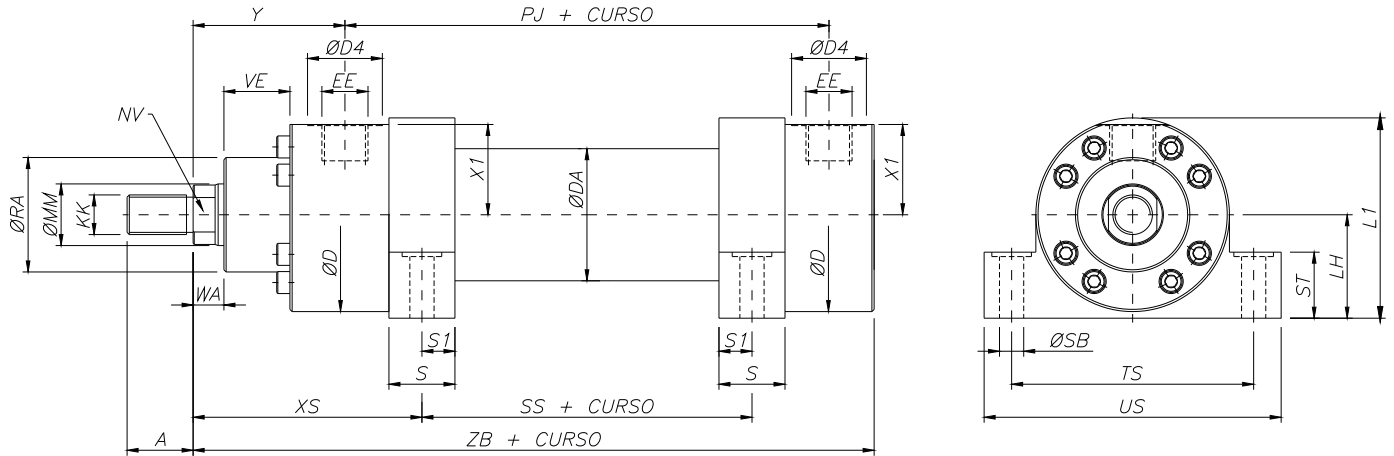 Y
PJ + CURSO
ØD4
ØD4
VE
EE
EE
NV
X1
X1
ØRA
ØMM
KK
ØDA
ØD
ØD
WA
S1
S1
S
S
XS
SS + CURSO
A
ZB + CURSO
L1
LH
ST
ØSB
TS
US